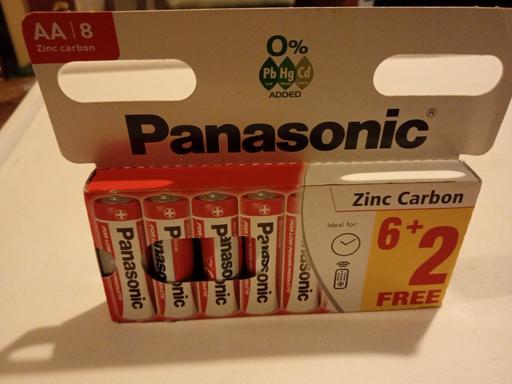 AA | 8
Zinc carbon
0%
Pb Hg Cd
ADDED
Panasonic®
Zinc Carbon
Ideal for:
6+2
FREE
Panasonic
Panasonic
Panasonic
Panasonic
Panasonic